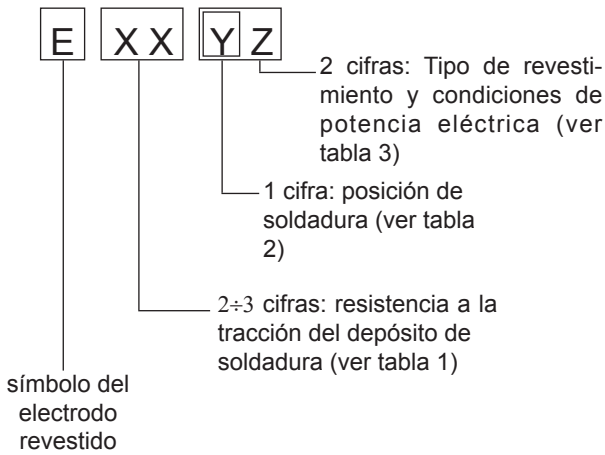 E XX YZ
2 cifras: Tipo de revesti-
miento y condiciones de
potencia eléctrica (ver
tabla 3)
1 cifra: posición de
soldadura (ver tabla
2)
2÷3 cifras: resistencia a la
tracción del depósito de
soldadura (ver tabla 1)
símbolo del
electrodo
revestido